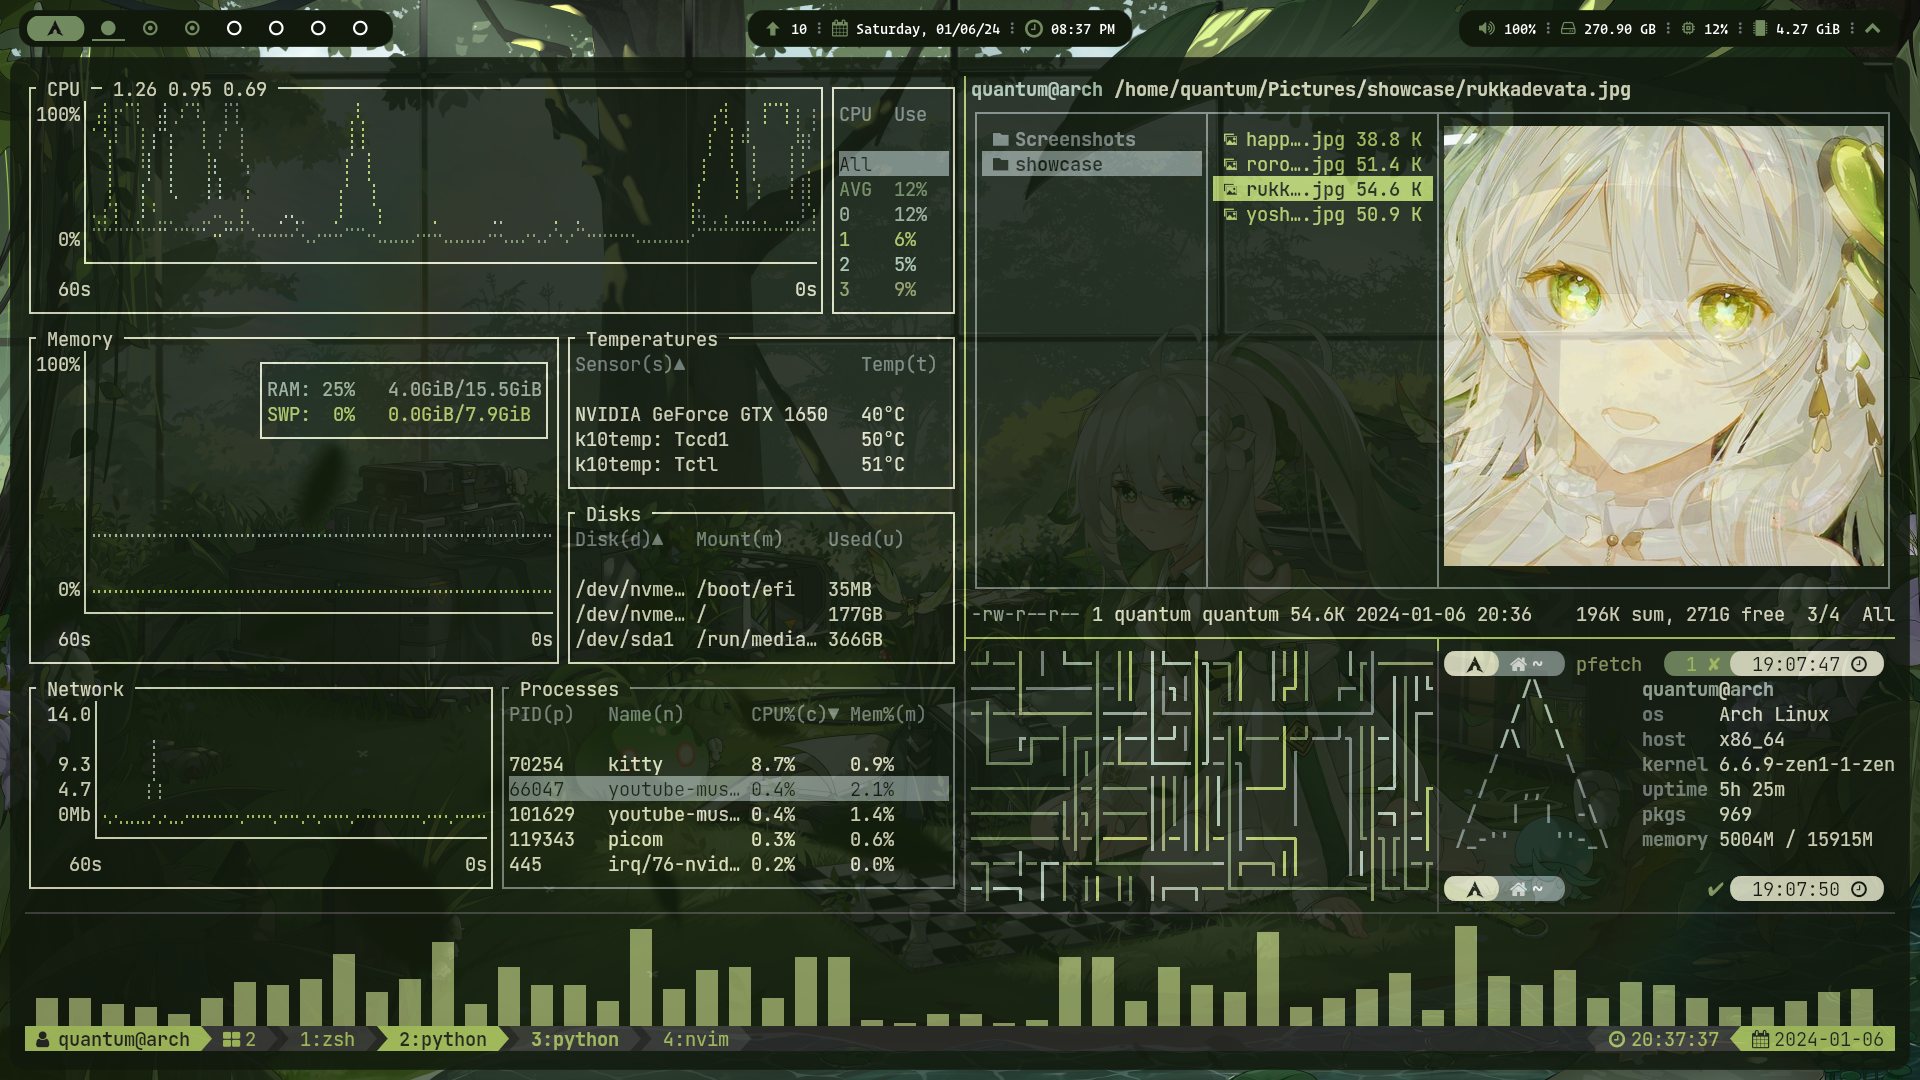 10 Saturday, 01/06/24 08:37 PM
100% 270.90 GB 12% 4.27 GiB
CPU — 1.26 0.95 0.69
100%
0%
60s 0s
CPU Use
All
AVG 12%
0 12%
1 6%
2 5%
3 9%
Memory
100%
RAM: 25% 4.0GiB/15.5GiB
SWP: 0% 0.0GiB/7.9GiB
0%
60s 0s
Temperatures
Sensor(s)▲ Temp(t)
NVIDIA GeForce GTX 1650 40°C
k10temp: Tccd1 50°C
k10temp: Tctl 51°C
Disks
Disk(d)▲ Mount(m) Used(u)
/dev/nvme… /boot/efi 35MB
/dev/nvme… / 177GB
/dev/sda1 /run/media… 366GB
Network
14.0
9.3
4.7
0Mb
60s 0s
Processes
PID(p) Name(n) CPU%(c)▼ Mem%(m)
70254 kitty 8.7% 0.9%
66047 youtube-mus… 0.4% 2.1%
101629 youtube-mus… 0.4% 1.4%
119343 picom 0.3% 0.6%
445 irq/76-nvid… 0.2% 0.0%
quantum@arch /home/quantum/Pictures/showcase/rukkadevata.jpg
Screenshots
showcase
happ….jpg 38.8 K
roro….jpg 51.4 K
rukk….jpg 54.6 K
yosh….jpg 50.9 K
-rw-r--r-- 1 quantum quantum 54.6K 2024-01-06 20:36 196K sum, 271G free 3/4 All
~ pfetch 1 ✘ 19:07:47
quantum@arch
os Arch Linux
host x86_64
kernel 6.6.9-zen1-1-zen
uptime 5h 25m
pkgs 969
memory 5004M / 15915M
~ ✔ 19:07:50
quantum@arch 2 1:zsh 2:python 3:python 4:nvim 20:37:37 2024-01-06